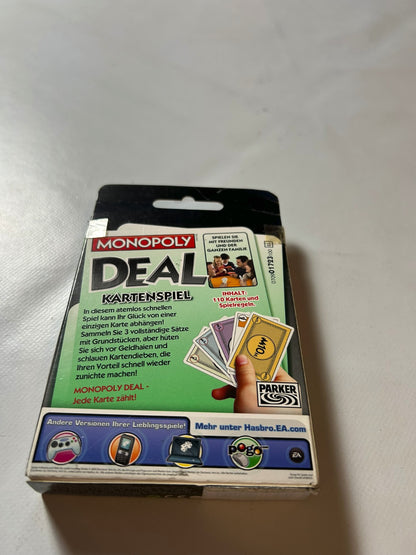 MONOPOLY
DEAL
KARTENSPIEL
SPIELEN SIE
MIT FREUNDEN
UND DER
GANZEN FAMILIE
In diesem atemlos schnellen
Spiel kann Ihr Glück von einer
einzigen Karte abhängen!
Sammeln Sie 3 vollständige Sätze
mit Grundstücken, aber hüten
Sie sich vor Geldhaien und
schlauen Kartendieben, die
Ihren Vorteil schnell wieder
zunichte machen!
MONOPOLY DEAL -
Jede Karte zählt!
INHALT:
110 Karten und
Spielregeln.
PARKER
Andere Versionen Ihrer Lieblingsspiele!
Mehr unter Hasbro.EA.com
pogo
EA